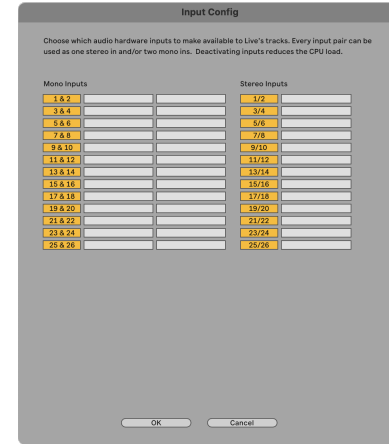 Input Config
Choose which audio hardware inputs to make available to Live's tracks. Every input pair can be
used as one stereo in and/or two mono ins. Deactivating inputs reduces the CPU load.
Mono Inputs
Stereo Inputs
1 & 2
1/2
3 & 4
3/4
5 & 6
5/6
7 & 8
7/8
9 & 10
9/10
11 & 12
11/12
13 & 14
13/14
15 & 16
15/16
17 & 18
17/18
19 & 20
19/20
21 & 22
21/22
23 & 24
23/24
25 & 26
25/26
OK
Cancel